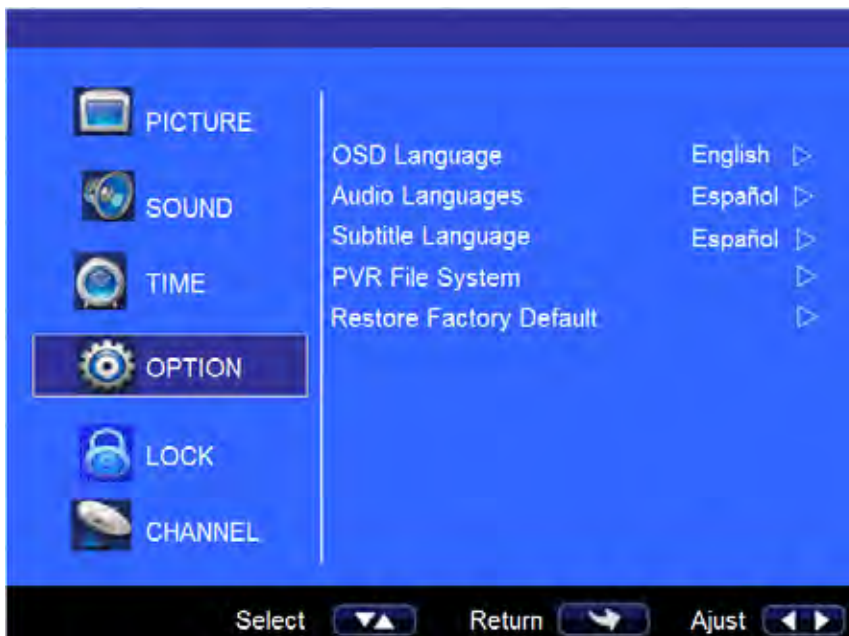 PICTURE
SOUND
TIME
OPTION
LOCK
CHANNEL
OSD Language English
Audio Languages Español
Subtitle Language Español
PVR File System
Restore Factory Default
Select Return Ajust